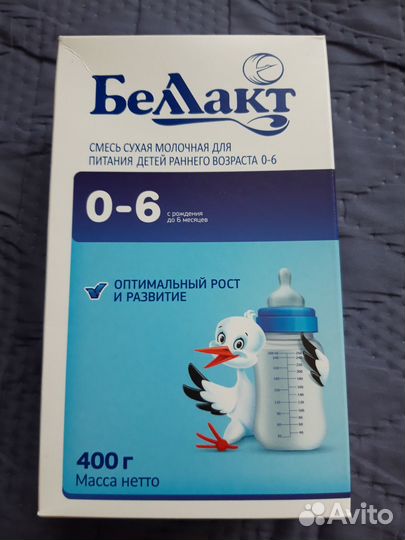 Беллакт
СМЕСЬ СУХАЯ МОЛОЧНАЯ ДЛЯ
ПИТАНИЯ ДЕТЕЙ РАННЕГО ВОЗРАСТА 0-6
0-6
с рождения
до 6 месяцев
ОПТИМАЛЬНЫЙ РОСТ
И РАЗВИТИЕ
400 г
Масса нетто
Avito